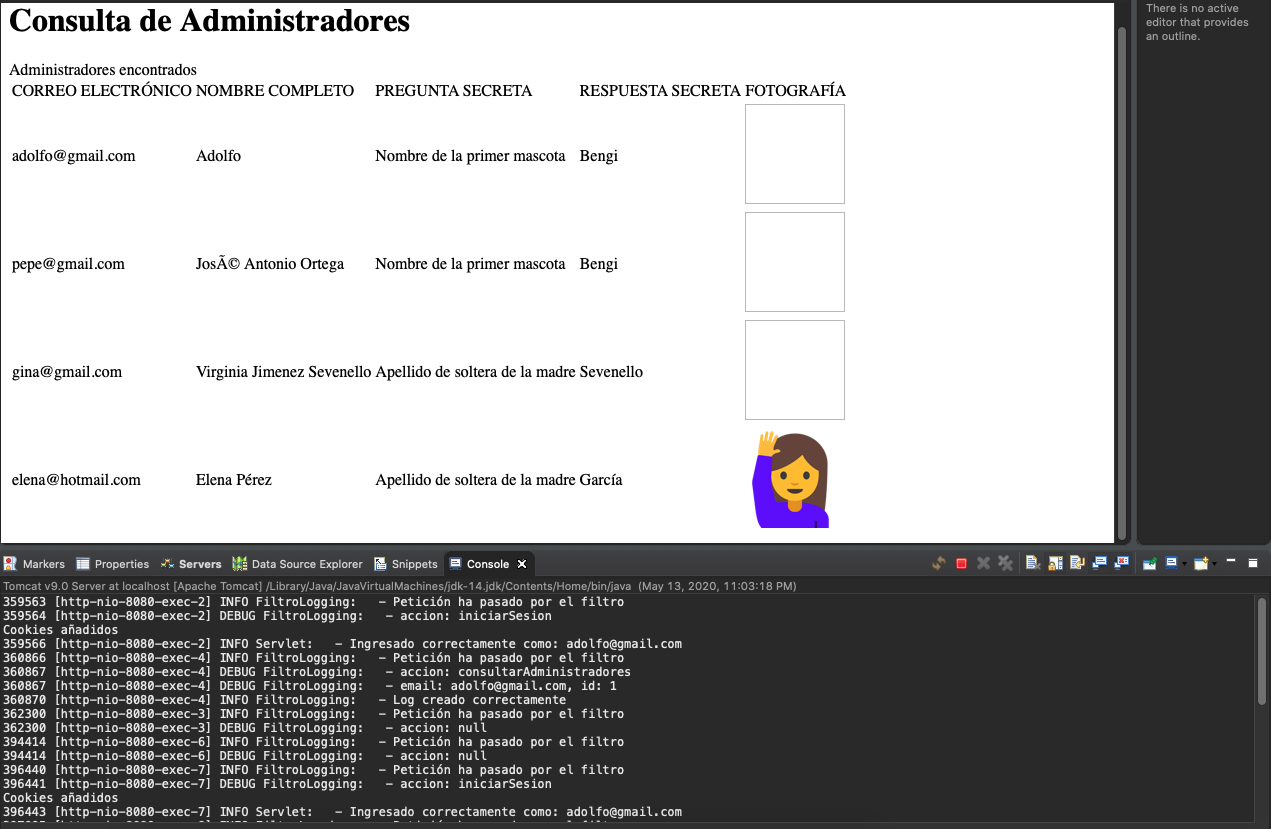 Consulta de Administradores
There is no active
editor that provides
an outline.
Administradores encontrados
CORREO ELECTRÓNICO NOMBRE COMPLETO PREGUNTA SECRETA RESPUESTA SECRETA FOTOGRAFÍA
adolfo@gmail.com Adolfo Nombre de la primer mascota Bengi
pepe@gmail.com JosÃ© Antonio Ortega Nombre de la primer mascota Bengi
gina@gmail.com Virginia Jimenez Sevenello Apellido de soltera de la madre Sevenello
elena@hotmail.com Elena Pérez Apellido de soltera de la madre García
Markers Properties Servers Data Source Explorer Snippets Console
Tomcat v9.0 Server at localhost [Apache Tomcat] /Library/Java/JavaVirtualMachines/jdk-14.jdk/Contents/Home/bin/java (May 13, 2020, 11:03:18 PM)
359563 [http-nio-8080-exec-2] INFO FiltroLogging: - Petición ha pasado por el filtro
359564 [http-nio-8080-exec-2] DEBUG FiltroLogging: - accion: iniciarSesion
Cookies añadidos
359566 [http-nio-8080-exec-2] INFO Servlet: - Ingresado correctamente como: adolfo@gmail.com
360866 [http-nio-8080-exec-4] INFO FiltroLogging: - Petición ha pasado por el filtro
360867 [http-nio-8080-exec-4] DEBUG FiltroLogging: - accion: consultarAdministradores
360867 [http-nio-8080-exec-4] DEBUG FiltroLogging: - email: adolfo@gmail.com, id: 1
360870 [http-nio-8080-exec-4] INFO FiltroLogging: - Log creado correctamente
362300 [http-nio-8080-exec-3] INFO FiltroLogging: - Petición ha pasado por el filtro
362300 [http-nio-8080-exec-3] DEBUG FiltroLogging: - accion: null
394414 [http-nio-8080-exec-6] INFO FiltroLogging: - Petición ha pasado por el filtro
394414 [http-nio-8080-exec-6] DEBUG FiltroLogging: - accion: null
396440 [http-nio-8080-exec-7] INFO FiltroLogging: - Petición ha pasado por el filtro
396441 [http-nio-8080-exec-7] DEBUG FiltroLogging: - accion: iniciarSesion
Cookies añadidos
396443 [http-nio-8080-exec-7] INFO Servlet: - Ingresado correctamente como: adolfo@gmail.com